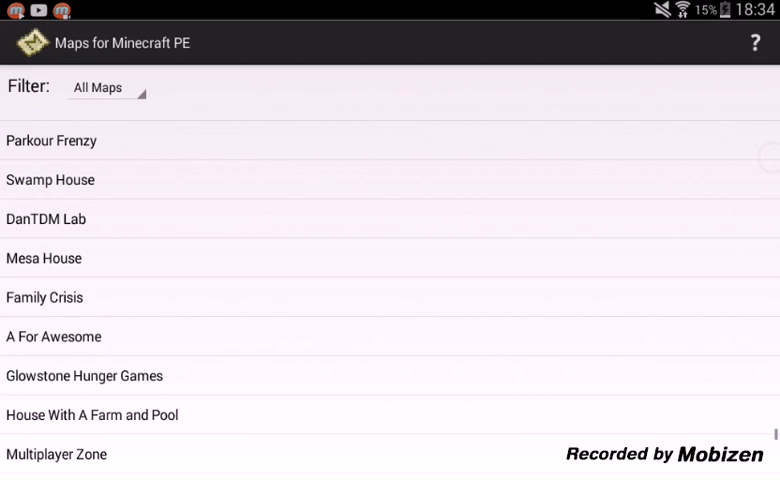 15% 18:34
Maps for Minecraft PE ?
Filter: All Maps
Parkour Frenzy
Swamp House
DanTDM Lab
Mesa House
Family Crisis
A For Awesome
Glowstone Hunger Games
House With A Farm and Pool
Multiplayer Zone
Recorded by Mobizen